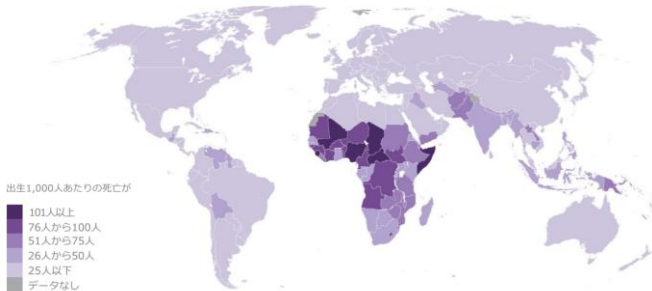 出生1,000人あたりの死亡が
101人以上
76人から100人
51人から75人
26人から50人
25人以下
データなし